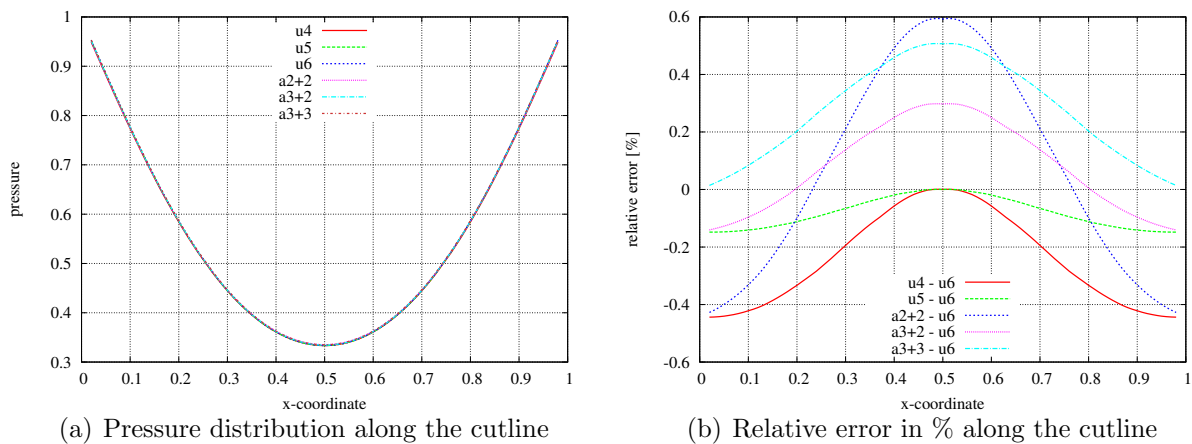 1
0.9
0.8
0.7
0.6
0.5
0.4
0.3
pressure
u4
u5
u6
a2+2
a3+2
a3+3
0 0.1 0.2 0.3 0.4 0.5 0.6 0.7 0.8 0.9 1
x-coordinate
(a) Pressure distribution along the cutline
0.6
0.4
0.2
0
-0.2
-0.4
-0.6
relative error [%]
u4 - u6
u5 - u6
a2+2 - u6
a3+2 - u6
a3+3 - u6
0 0.1 0.2 0.3 0.4 0.5 0.6 0.7 0.8 0.9 1
x-coordinate
(b) Relative error in % along the cutline